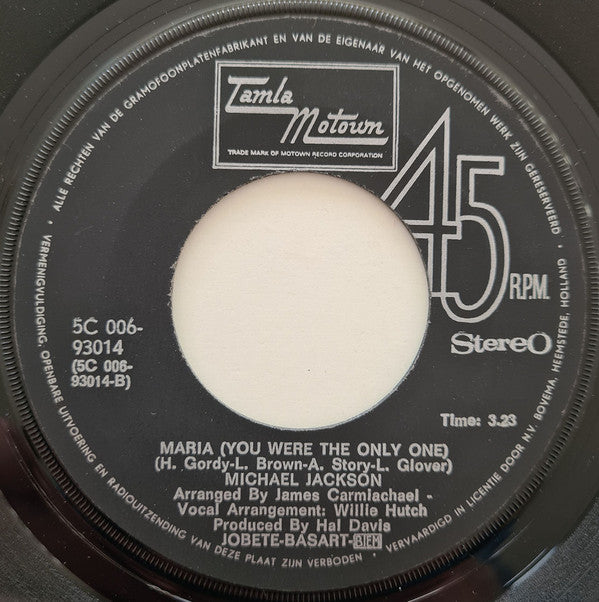 ALLE RECHTEN VAN DE GRAMOFOONPLATENFABRIKANT EN VAN DE EIGENAAR VAN HET OPGENOMEN WERK ZIJN GERESERVEERD •
VERMENIGVULDIGING, OPENBARE UITVOERING EN RADIOUITZENDING VAN DEZE PLAAT ZIJN VERBODEN •
VERVAARDIGD IN LICENTIE DOOR N.V. BOVEMA, HEEMSTEDE, HOLLAND •
Tamla
Motown
TRADE MARK OF MOTOWN RECORD CORPORATION
45
R.P.M.
Stereo
5C 006-
93014
(5C 006-
93014-B)
Time: 3.23
MARIA (YOU WERE THE ONLY ONE)
(H. Gordy-L. Brown-A. Story-L. Glover)
MICHAEL JACKSON
Arranged By James Carmiachael -
Vocal Arrangement: Willie Hutch
Produced By Hal Davis
JOBETE-BASART-BIEM